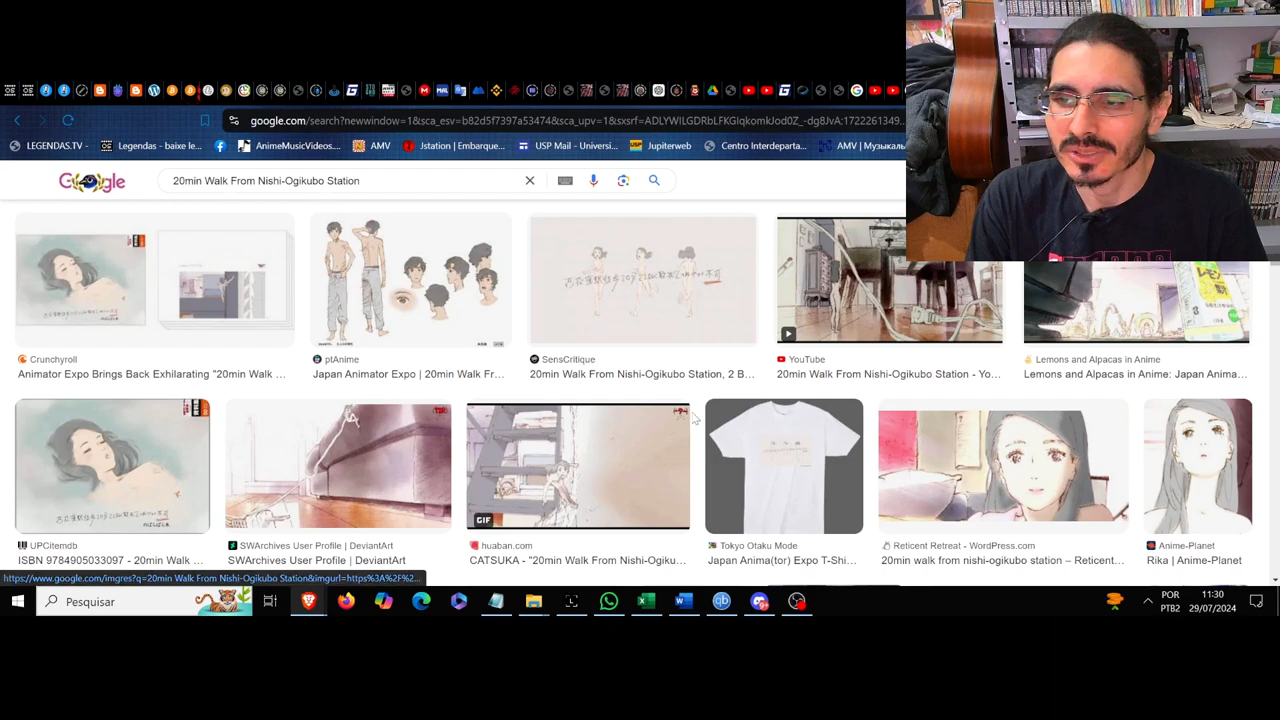 LEGENDAS.TV -
Legendas - baixe le...
AnimeMusicVideos....
AMV
Jstation | Embarque...
USP Mail - Universi...
Jupiterweb
Centro Interdeparta...
AMV | Музыкаль
google.com/search?newwindow=1&sca_esv=b82d5f7397a53474&sca_upv=1&sxsrf=ADLYWILGDRbLFKGIqkomkJod0Z_-dg8JvA:1722261349...
Google
20min Walk From Nishi-Ogikubo Station
Crunchyroll
Animator Expo Brings Back Exhilarating "20min Walk ...
ptAnime
Japan Animator Expo | 20min Walk Fr...
SensCritique
20min Walk From Nishi-Ogikubo Station, 2 B...
YouTube
20min Walk From Nishi-Ogikubo Station - Yo...
Lemons and Alpacas in Anime
Lemons and Alpacas in Anime: Japan Anima...
GIF
UPCitemdb
ISBN 9784905033097 - 20min Walk ...
SWArchives User Profile | DeviantArt
SWArchives User Profile | DeviantArt
huaban.com
CATSUKA - "20min Walk From Nishi-Ogiku...
Tokyo Otaku Mode
Japan Anima(tor) Expo T-Shi...
Reticent Retreat - WordPress.com
20min walk from nishi-ogikubo station – Reticent...
Anime-Planet
Rika | Anime-Planet
https://www.google.com/imgres?q=20min Walk From Nishi-Ogikubo Station&imgurl=https%3A%2F%2...
Pesquisar
POR
PTB2
11:30
29/07/2024